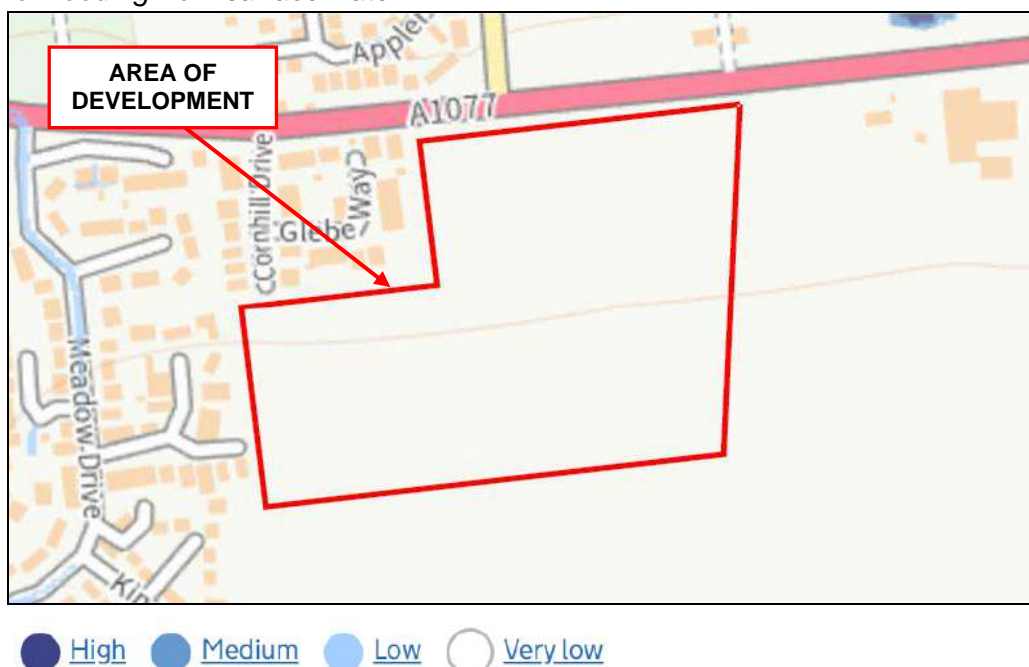 AREA OF
DEVELOPMENT
A1077
Cornhill Drive
Glebe Way
Meadow Drive
High
Medium
Low
Very low